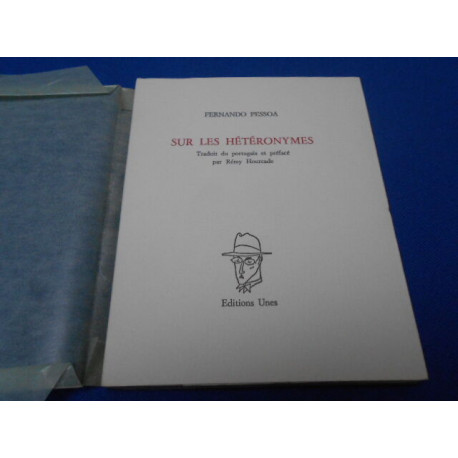 FERNANDO PESSOA
SUR LES HÉTÉRONYMES
Traduit du portugais et préfacé
par Rémy Hourcade
Editions Unes